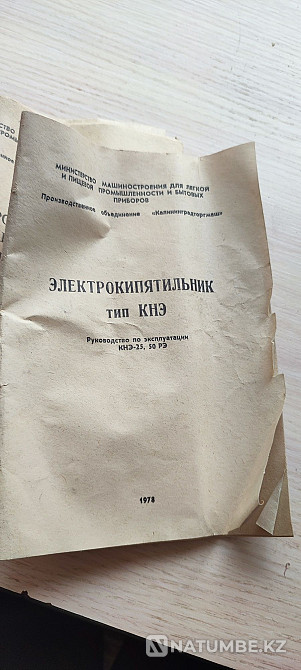 МИНИСТЕРСТВО МАШИНОСТРОЕНИЯ ДЛЯ ЛЕГКОЙ
И ПИЩЕВОЙ ПРОМЫШЛЕННОСТИ И БЫТОВЫХ
ПРИБОРОВ
Производственное объединение «Калининградторгмаш»
ЭЛЕКТРОКИПЯТИЛЬНИК
тип КНЭ
Руководство по эксплуатации
КНЭ-25, 50 РЭ
1978
NATUMBE.KZ